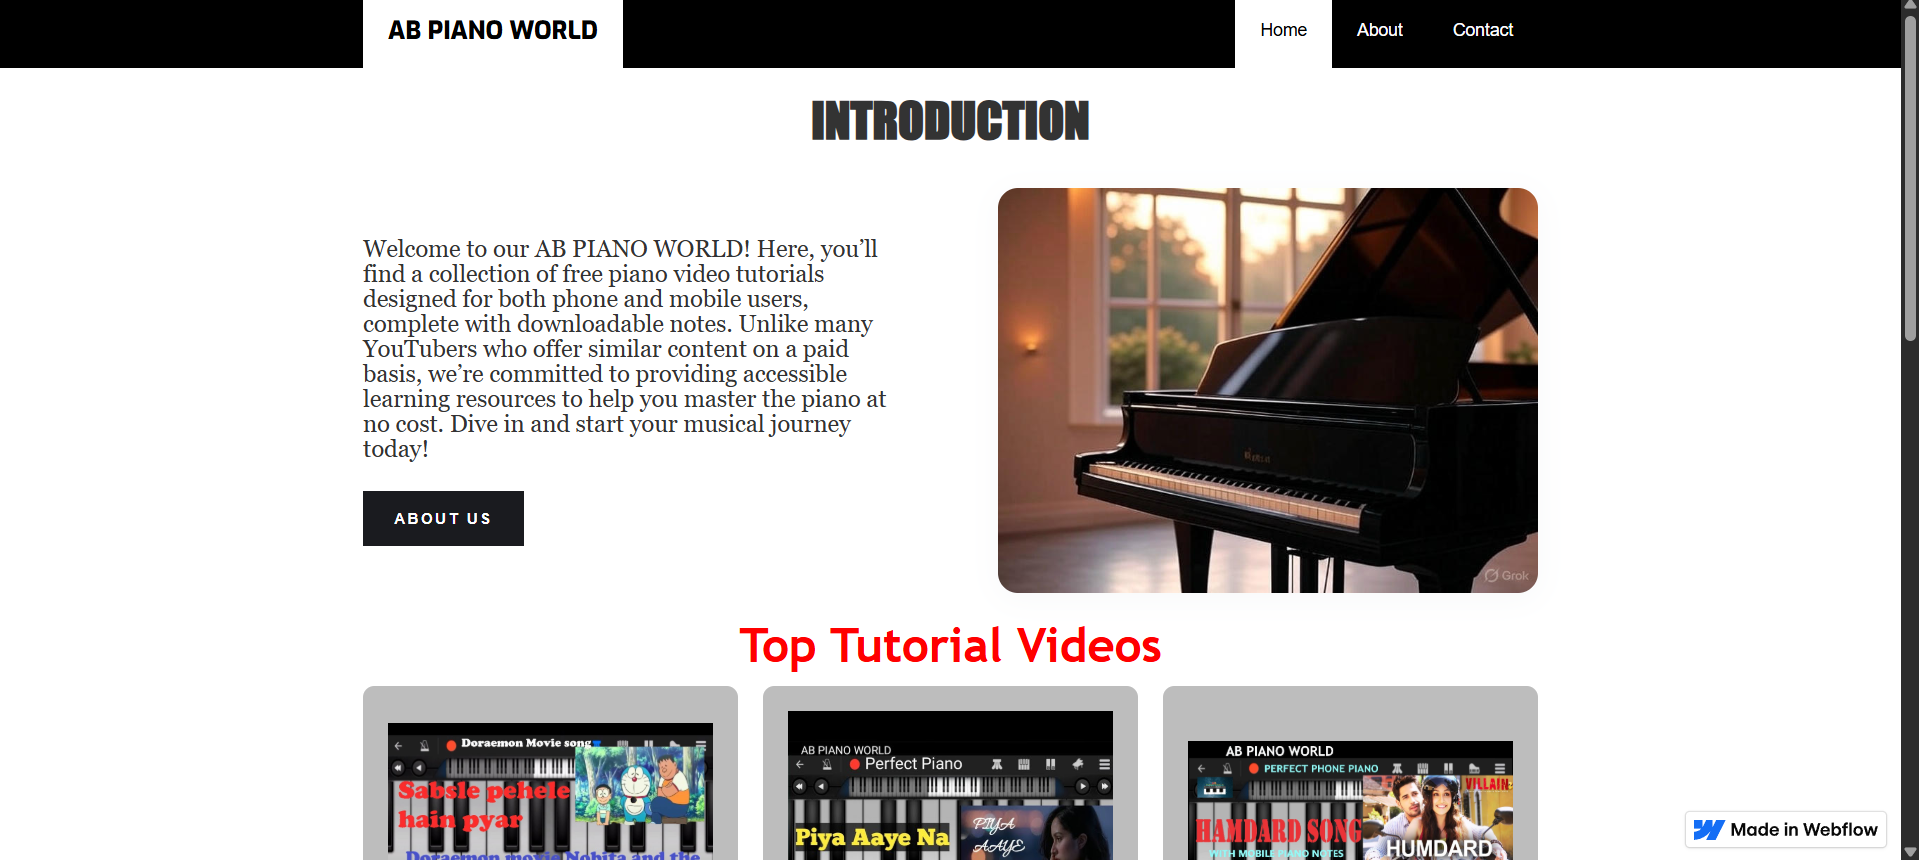 AB PIANO WORLD
Home
About
Contact
INTRODUCTION
Welcome to our AB PIANO WORLD! Here, you’ll
find a collection of free piano video tutorials
designed for both phone and mobile users,
complete with downloadable notes. Unlike many
YouTubers who offer similar content on a paid
basis, we’re committed to providing accessible
learning resources to help you master the piano at
no cost. Dive in and start your musical journey
today!
ABOUT US
Grok
Top Tutorial Videos
Doraemon Movie song
Sabsle pehele
hain pyar
Doraemon movie Nobita and the
AB PIANO WORLD
Perfect Piano
Piya Aaye Na
PIYA
AAYE
AB PIANO WORLD
PERFECT PHONE PIANO
VILLAIN
HAMDARD SONG
WITH MOBILE PIANO NOTES
HUMDARD
Made in Webflow